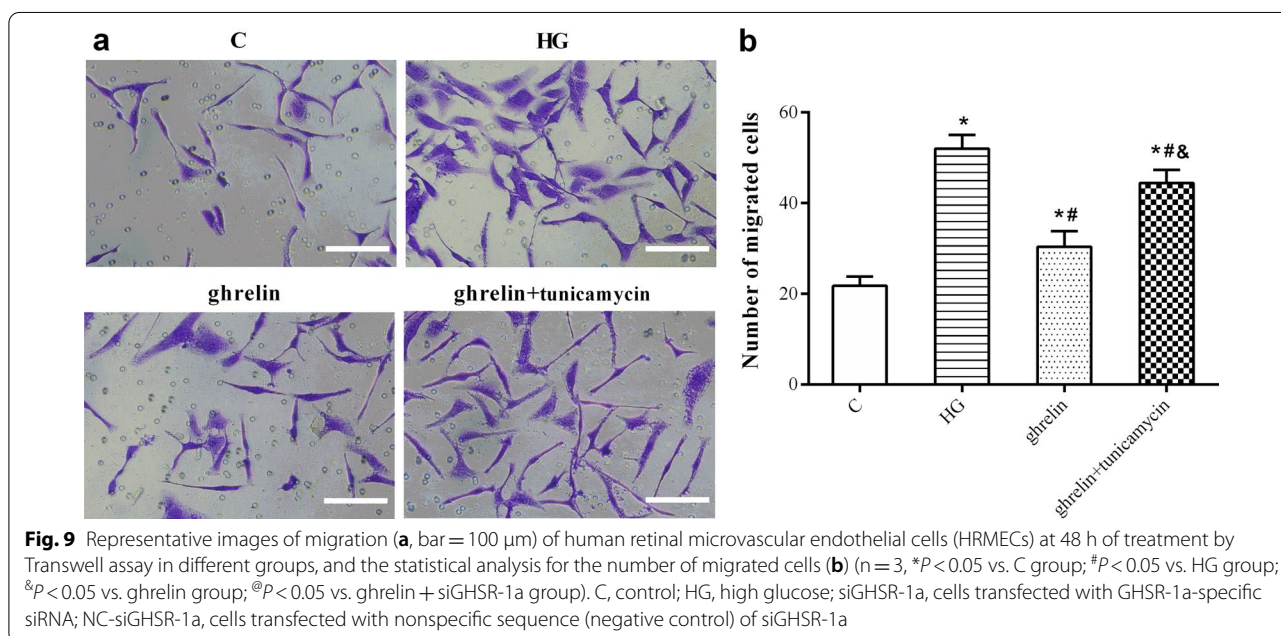 a
C
HG
ghrelin
ghrelin+tunicamycin
b
Number of migrated cells
60
40
20
0
*
*#
*#&
C
HG
ghrelin
ghrelin+tunicamycin
Fig. 9 Representative images of migration (a, bar = 100 μm) of human retinal microvascular endothelial cells (HRMECs) at 48 h of treatment by
Transwell assay in different groups, and the statistical analysis for the number of migrated cells (b) (n = 3, *P < 0.05 vs. C group; #P < 0.05 vs. HG group;
&P < 0.05 vs. ghrelin group; @P < 0.05 vs. ghrelin + siGHSR-1a group). C, control; HG, high glucose; siGHSR-1a, cells transfected with GHSR-1a-specific
siRNA; NC-siGHSR-1a, cells transfected with nonspecific sequence (negative control) of siGHSR-1a